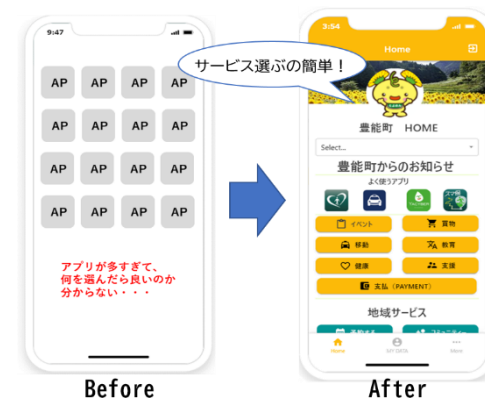 9:47
AP AP AP AP
AP AP AP AP
AP AP AP AP
AP AP AP AP
アプリが多すぎて、
何を選んだら良いのか
分からない・・・
Before
サービス選ぶの簡単！
3:54
Home
豊能町 HOME
Select...
豊能町からのお知らせ
よく使うアプリ
イベント 買物
移動 教育
健康 支援
支払 (PAYMENT)
地域サービス
Home MY DATA More
After